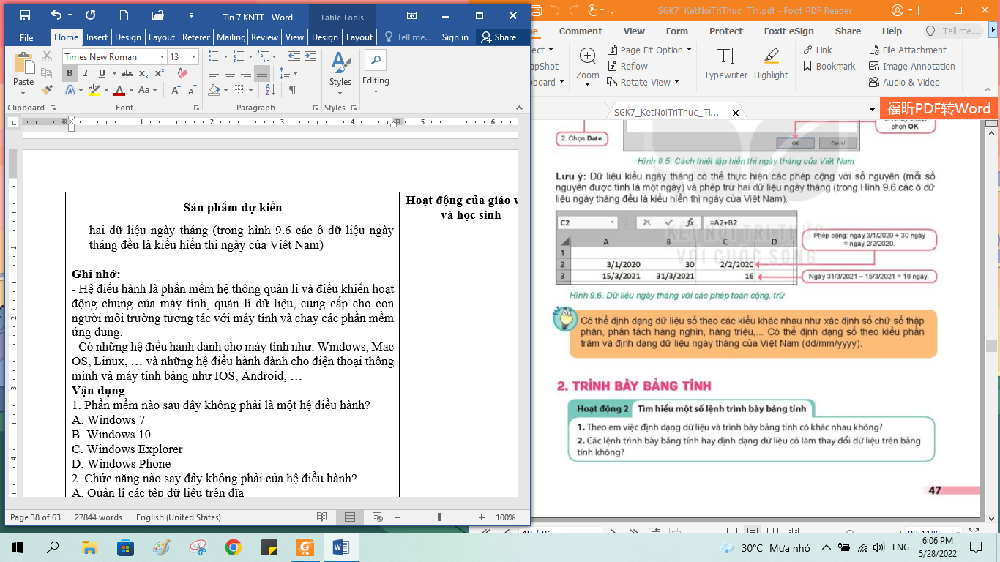 Tin 7 KNTT - Word
Table Tools
File
Home
Insert
Design
Layout
Referer
Mailing
Review
View
Design
Layout
Tell me...
Sign in
Share
Times New Roman
13
Paste
Styles
Editing
Clipboard
Font
Paragraph
Styles
Sản phẩm dự kiến
Hoạt động của giáo v
và học sinh
hai dữ liệu ngày tháng (trong hình 9.6 các ô dữ liệu ngày
tháng đều là kiểu hiển thị ngày của Việt Nam)
Ghi nhớ:
- Hệ điều hành là phần mềm hệ thống quản lí và điều khiển hoạt
động chung của máy tính, quản lí dữ liệu, cung cấp cho con
người môi trường tương tác với máy tính và chạy các phần mềm
ứng dụng.
- Có những hệ điều hành dành cho máy tính như: Windows, Mac
OS, Linux, … và những hệ điều hành dành cho điện thoại thông
minh và máy tính bảng như IOS, Android, …
Vận dụng
1. Phần mềm nào sau đây không phải là một hệ điều hành?
A. Windows 7
B. Windows 10
C. Windows Explorer
D. Windows Phone
2. Chức năng nào say đây không phải của hệ điều hành?
A. Quản lí các tệp dữ liệu trên đĩa
Page 38 of 63
27844 words
English (United States)
100%
SGK7_KetNoiTriThuc_Tin.pdf - Foxit PDF Reader
Comment
View
Form
Protect
Foxit eSign
Share
Help
Tell me...
Zoom
Page Fit Option
Reflow
Rotate View
Typewriter
Highlight
Link
Bookmark
File Attachment
Image Annotation
Audio & Video
SGK7_KetNoiTriThuc_Ti...
福昕PDF转Word
2. Chọn Date
chọn OK
OK
Cancel
Hình 9.5. Cách thiết lập hiển thị ngày tháng của Việt Nam
Lưu ý: Dữ liệu kiểu ngày tháng có thể thực hiện các phép cộng với số nguyên (mỗi số
nguyên được tính là một ngày) và phép trừ hai dữ liệu ngày tháng (trong Hình 9.6 các ô dữ
liệu ngày tháng đều là kiểu hiển thị ngày của Việt Nam).
C2
fx
=A2+B2
A B C D
1
2 3/1/2020 30 2/2/2020
3 15/3/2021 31/3/2021 16
KẾT NỐI TRI THỨC
VỚI CUỘC SỐNG
Phép cộng: ngày 3/1/2020 + 30 ngày
= ngày 2/2/2020.
Ngày 31/3/2021 – 15/3/2021 = 16 ngày.
Hình 9.6. Dữ liệu ngày tháng với các phép toán cộng, trừ
Có thể định dạng dữ liệu số theo các kiểu khác nhau như xác định số chữ số thập
phân, phân tách hàng nghìn, hàng triệu,... Có thể định dạng số theo kiểu phần
trăm và định dạng dữ liệu ngày tháng của Việt Nam (dd/mm/yyyy).
2. TRÌNH BÀY BẢNG TÍNH
Hoạt động 2
Tìm hiểu một số lệnh trình bày bảng tính
1. Theo em việc định dạng dữ liệu và trình bày bảng tính có khác nhau không?
2. Các lệnh trình bày bảng tính hay định dạng dữ liệu có làm thay đổi dữ liệu trên bảng
tính không?
47
30°C Mưa nhỏ
ENG
6:06 PM
5/28/2022